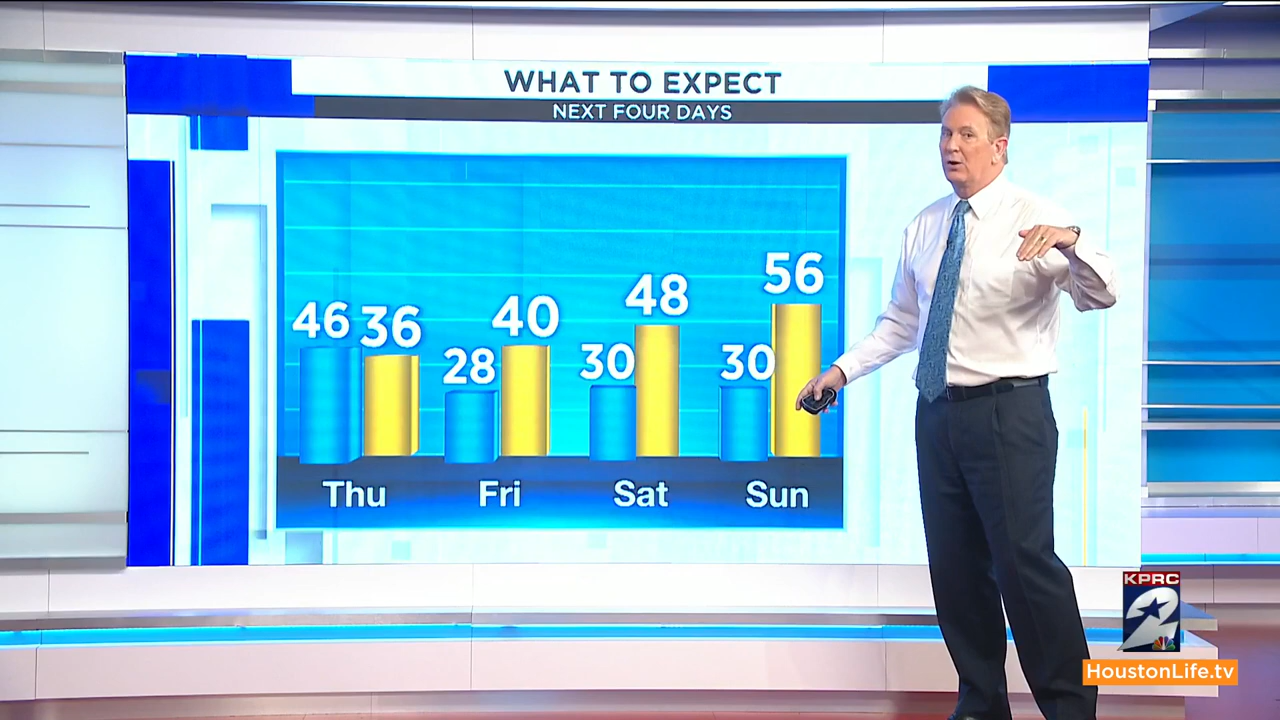 WHAT TO EXPECT
NEXT FOUR DAYS
46 36 28 40 30 48 30 56
Thu Fri Sat Sun
KPRC
2
HoustonLife.tv